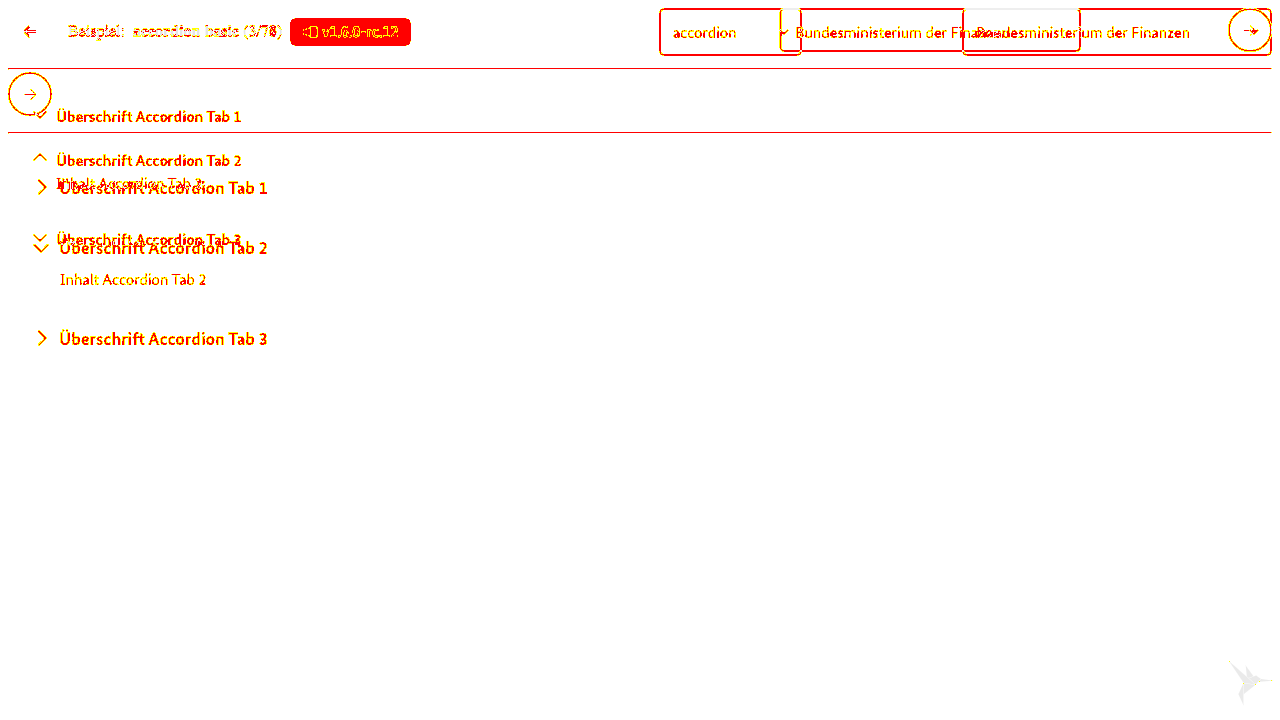 Beispiel: accordion basic (3/78) v1.6.0-rc.12 accordion Bundesministerium der Finanzen Bundesministerium der Finanzen
Überschrift Accordion Tab 1
Überschrift Accordion Tab 2
Inhalt Accordion Tab 2
Überschrift Accordion Tab 1
Überschrift Accordion Tab 3
Überschrift Accordion Tab 2
Inhalt Accordion Tab 2
Überschrift Accordion Tab 3